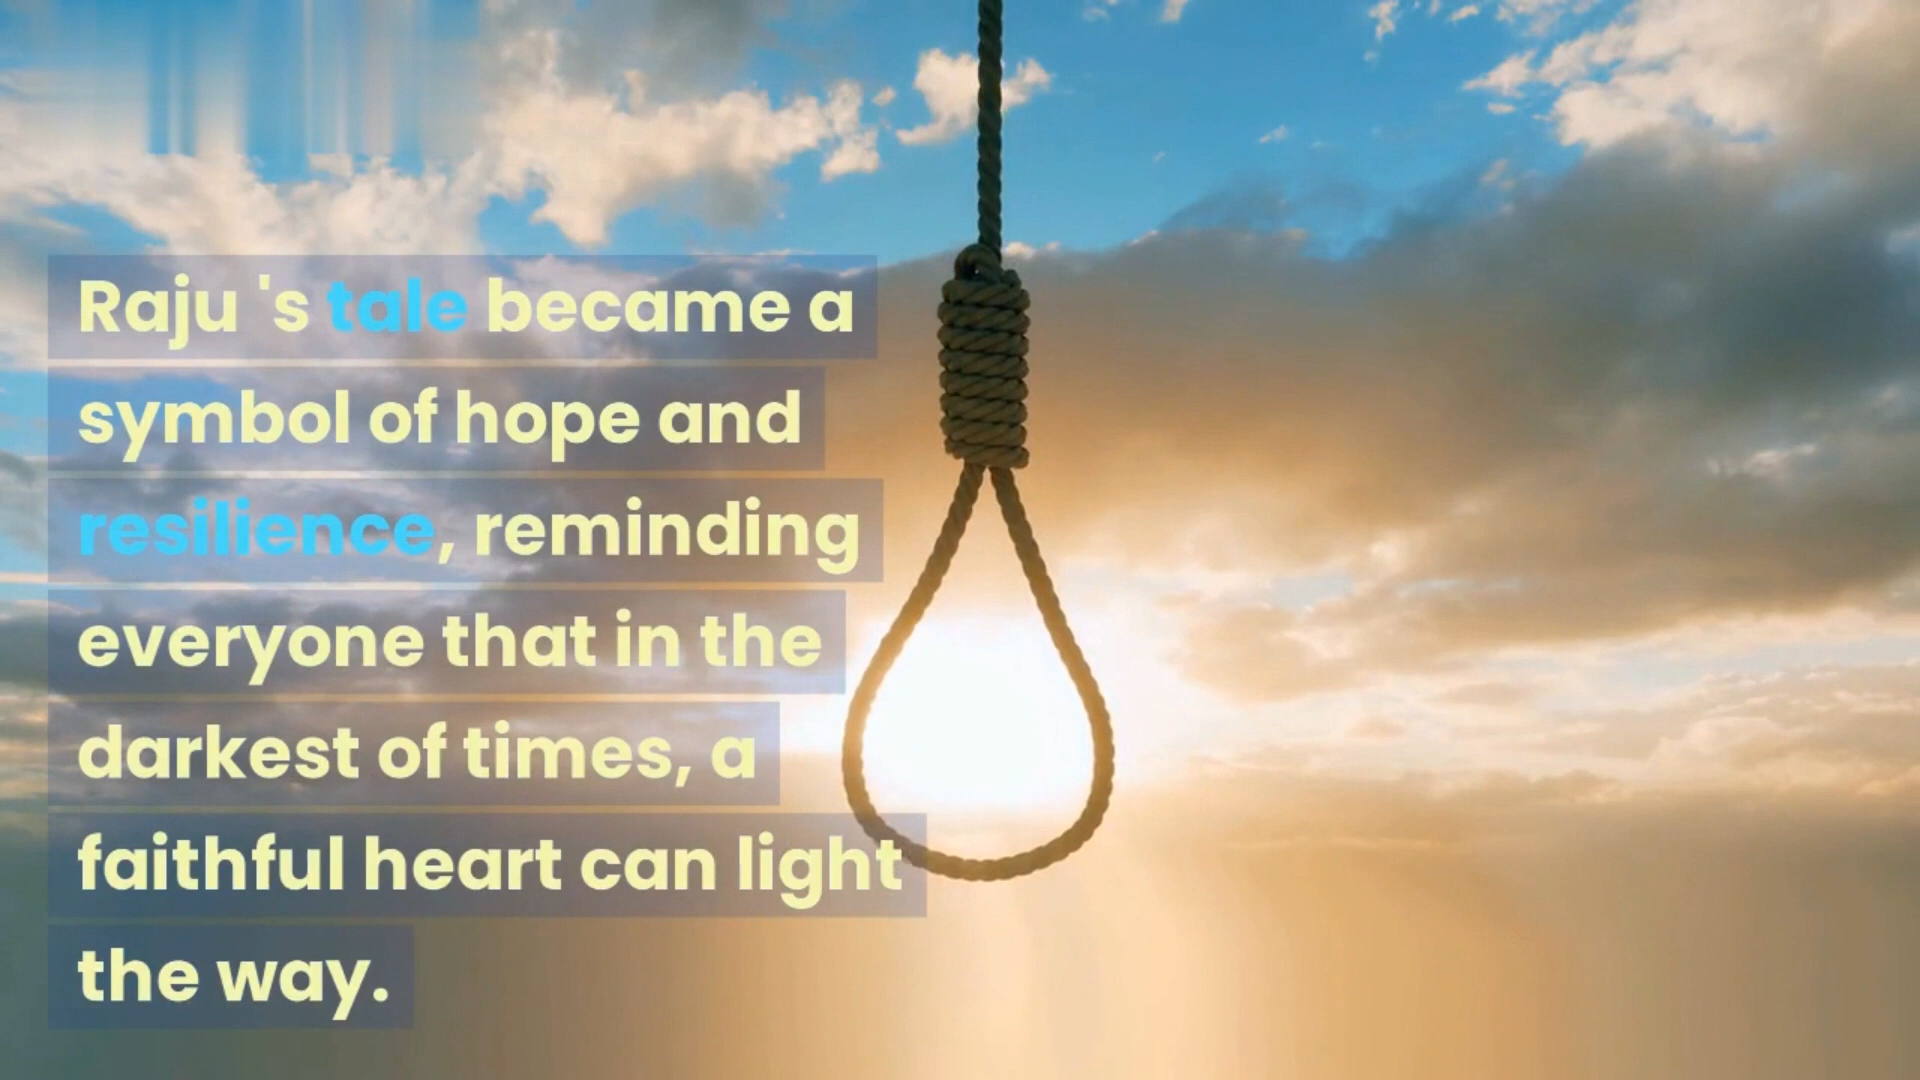 Raju 's tale became a
symbol of hope and
resilience, reminding
everyone that in the
darkest of times, a
faithful heart can light
the way.